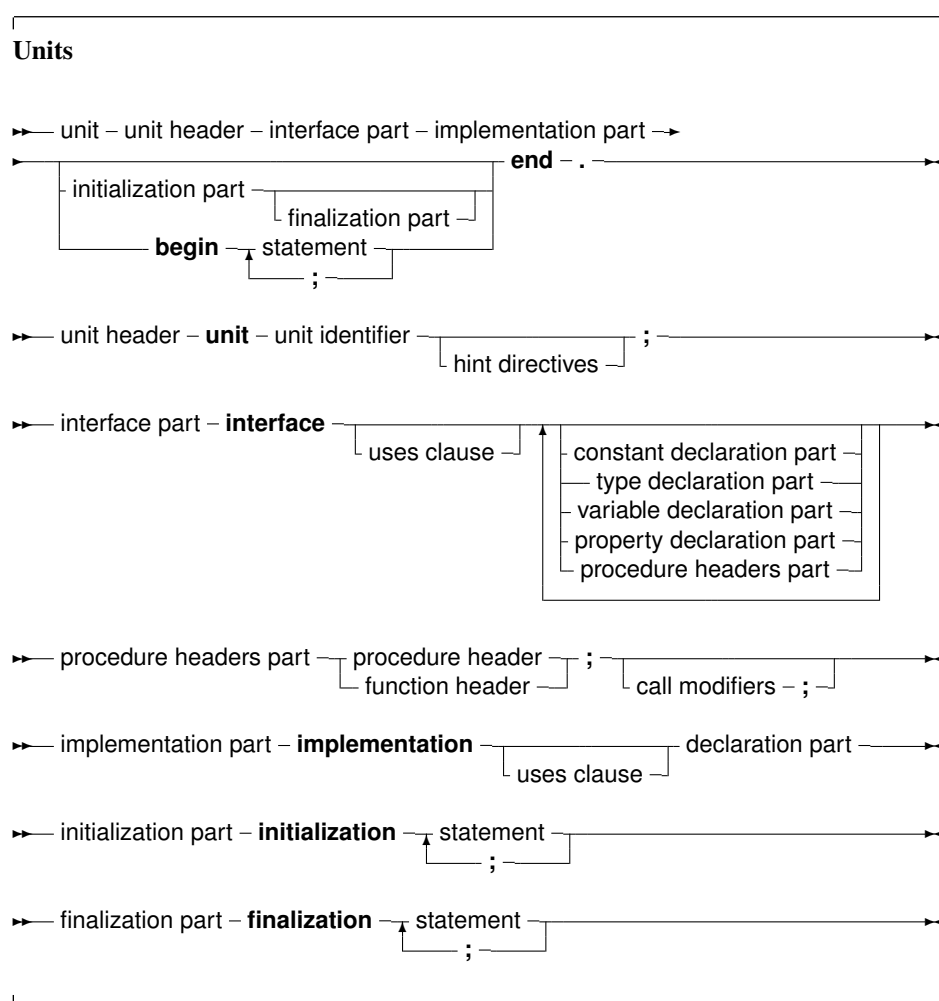 Units
unit unit header interface part implementation part
end .
initialization part
finalization part
begin statement
;
unit header unit unit identifier ;
hint directives
interface part interface
uses clause constant declaration part
type declaration part
variable declaration part
property declaration part
procedure headers part
procedure headers part procedure header ;
function header call modifiers ;
implementation part implementation declaration part
uses clause
initialization part initialization statement
;
finalization part finalization statement
;